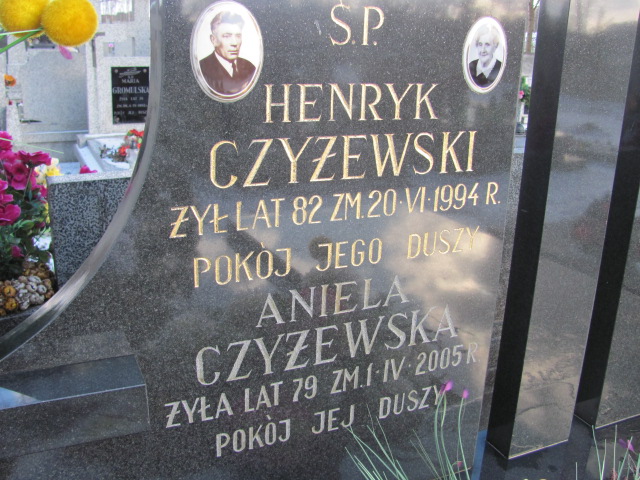 Ś.P.
HENRYK
CZYŻEWSKI
ŻYŁ LAT 82 ZM. 20·VI·1994 R.
POKÓJ JEGO DUSZY
ANIELA
CZYŻEWSKA
ŻYŁA LAT 79 ZM. 1·IV·2005 R
POKÓJ JEJ DUSZY
GROMULSKA